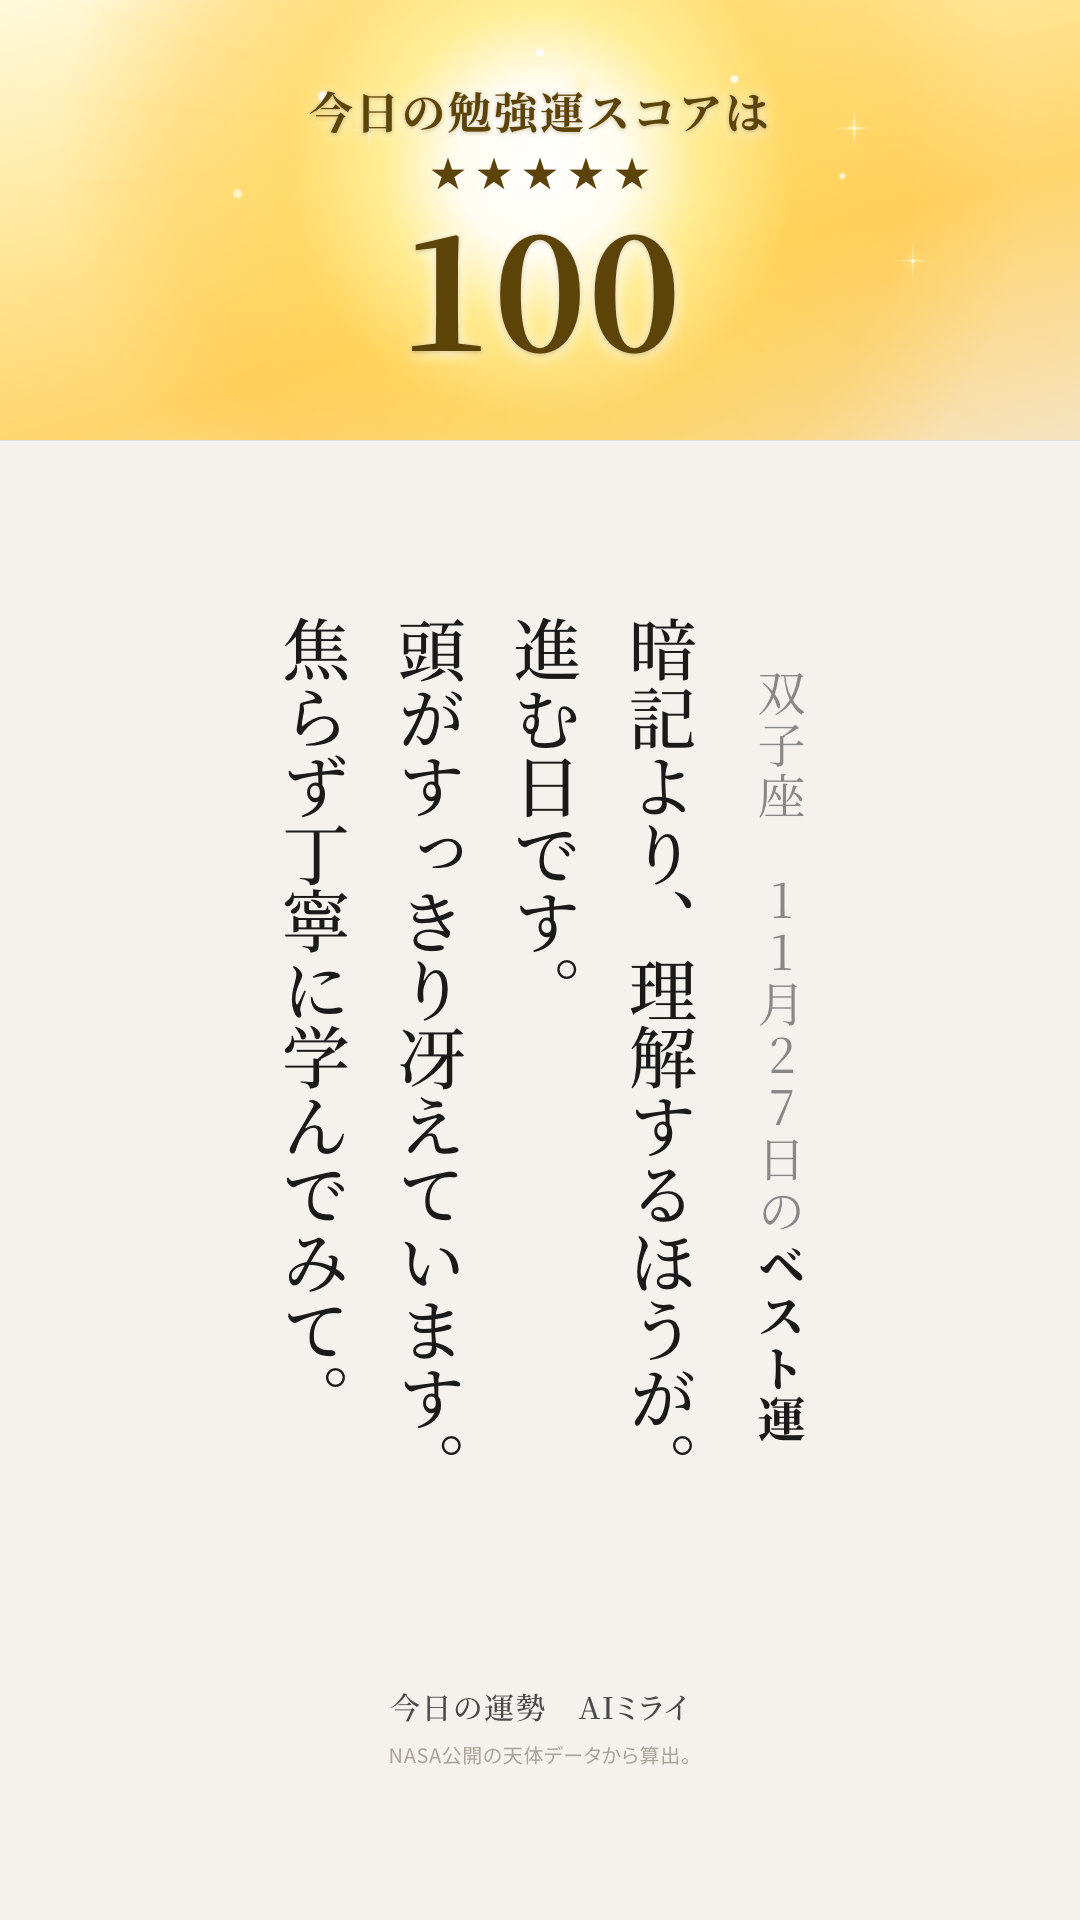 今日の勉強運スコアは
★★★★★
100
双子座　11月27日のベスト運
暗記より、理解するほうが。
進む日です。
頭がすっきり冴えています。
焦らず丁寧に学んでみて。
今日の運勢　AIミライ
NASA公開の天体データから算出。